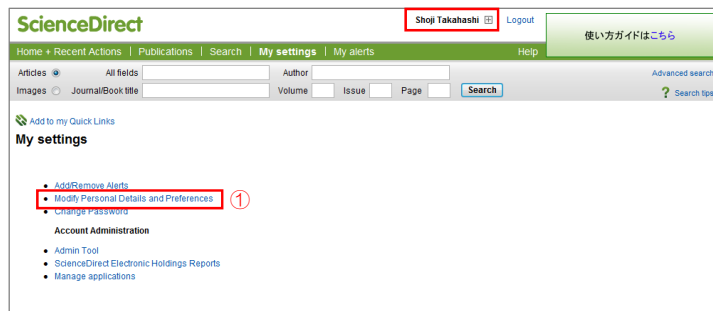 ScienceDirect
Shoji Takahashi
Logout
使い方ガイドはこちら
Home + Recent Actions | Publications | Search | My settings | My alerts
Help
Articles All fields Author
Advanced search
Images Journal/Book title Volume Issue Page Search
? Search tips
Add to my Quick Links
My settings
• Add/Remove Alerts
• Modify Personal Details and Preferences ①
• Change Password
Account Administration
• Admin Tool
• ScienceDirect Electronic Holdings Reports
• Manage applications